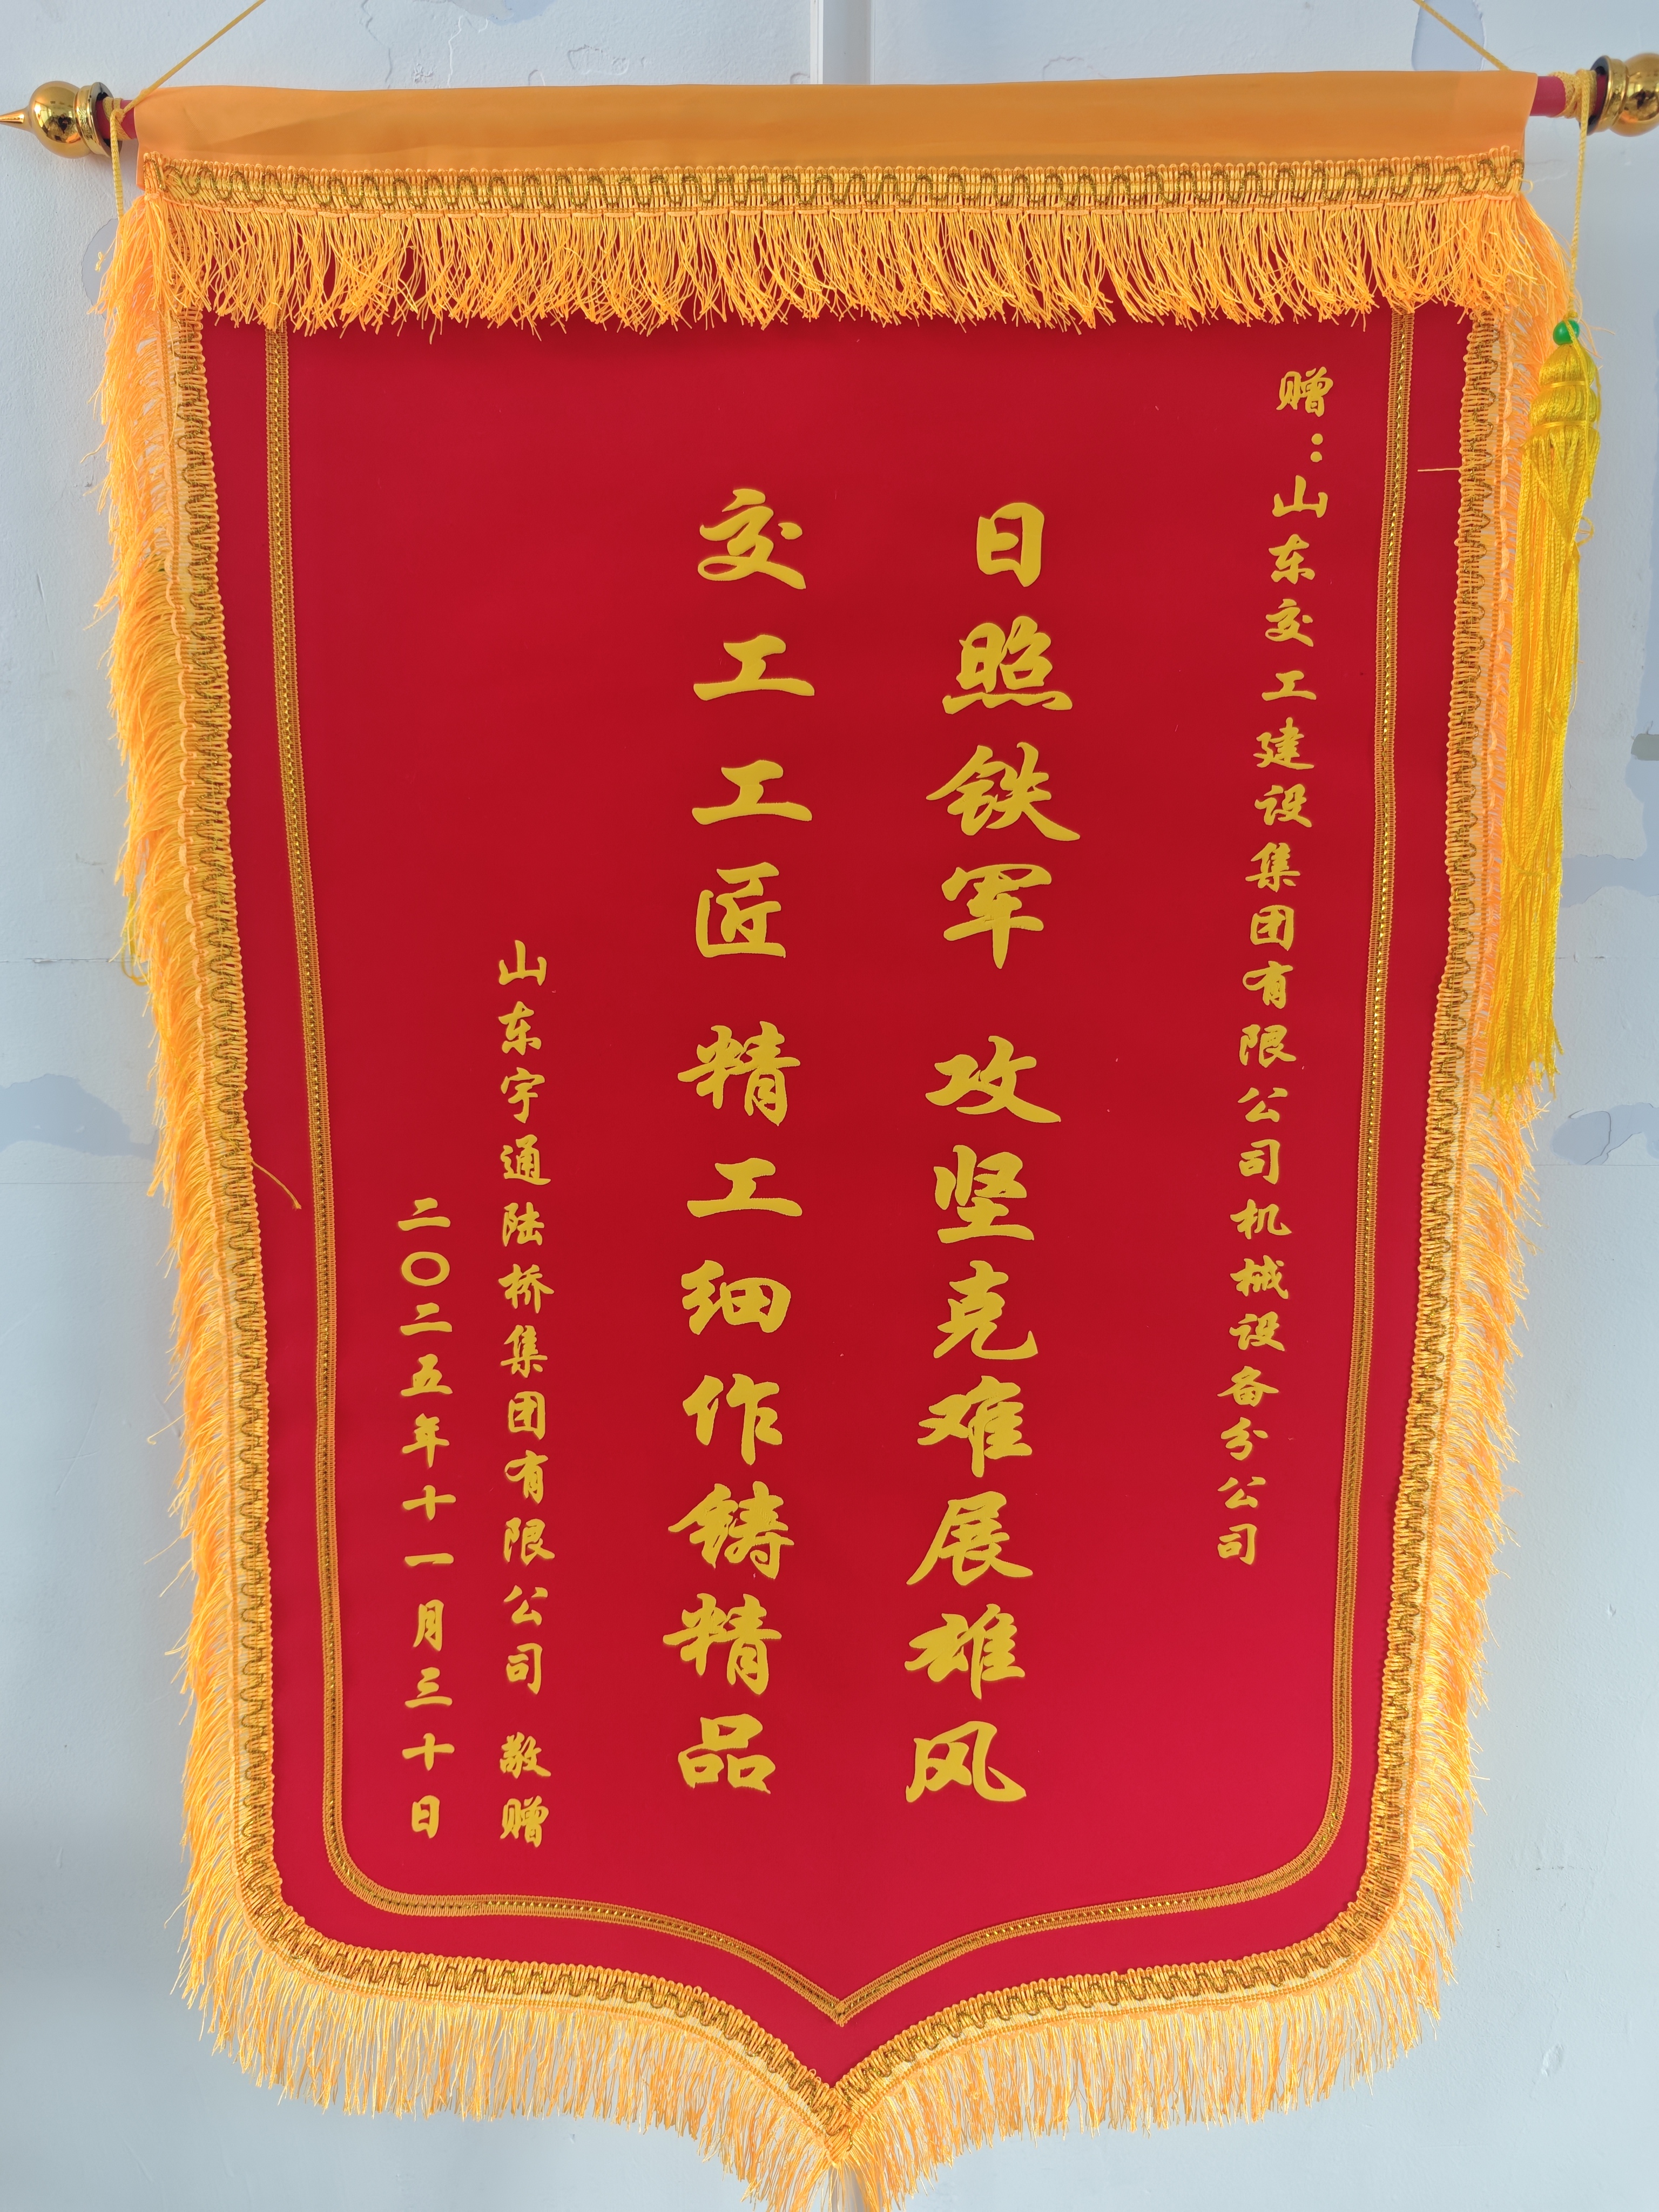 赠：山东交工建设集团有限公司机械设备分公司
日照铁军 攻坚克难展雄风
交工工匠 精工细作铸精品
山东宇通陆桥集团有限公司 敬赠
二〇二五年十一月三十日